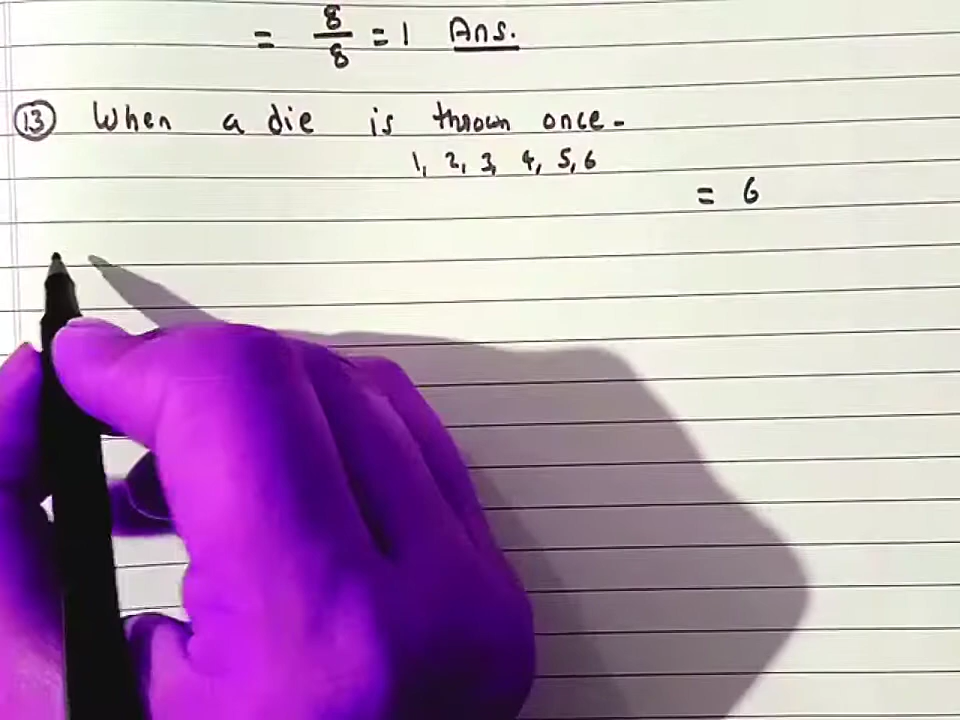 = 8/8 = 1 Ans.
13 When a die is thrown once.
1, 2, 3, 4, 5, 6
= 6